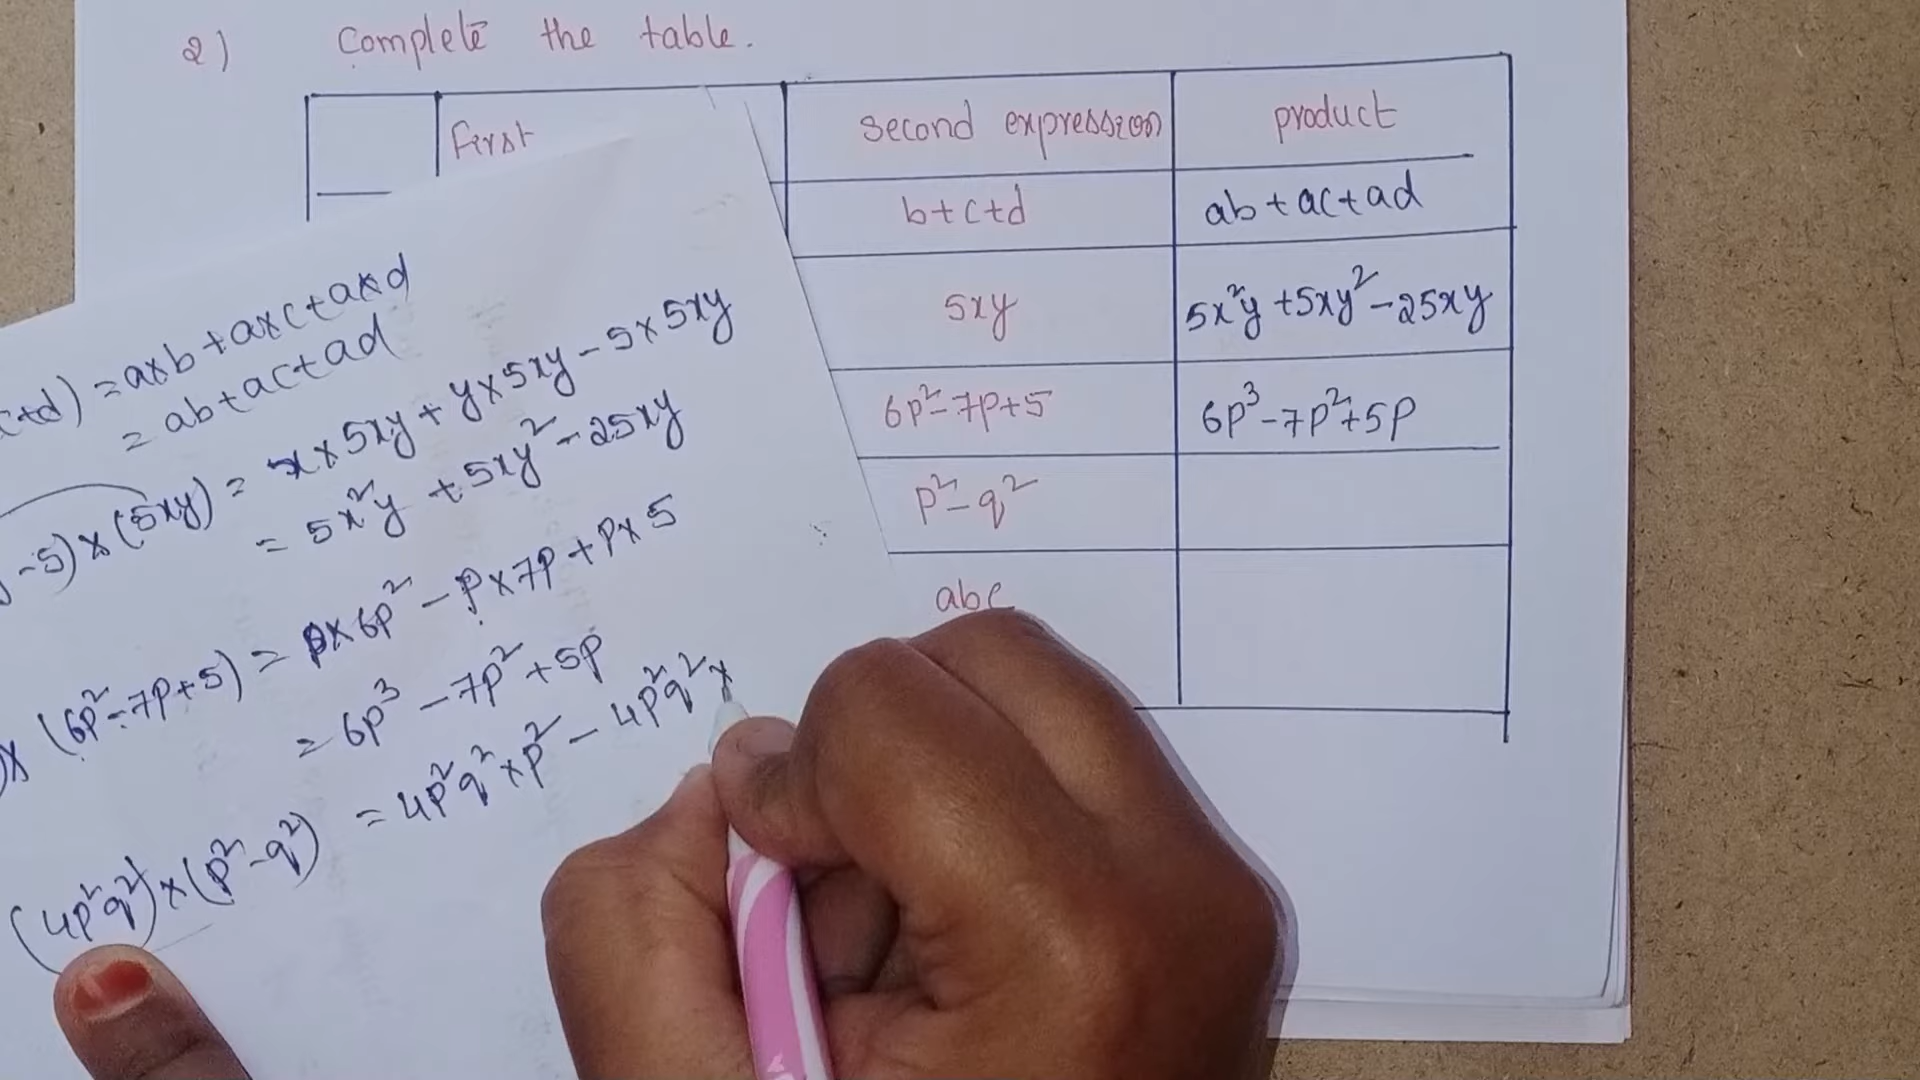 2) Complete the table.
First second expression product
b+c+d ab+ac+ad
5xy 5x²y+5xy²-25xy
6p²-7p+5 6p³-7p²+5p
p²-q²
abc
c+d) = a×b+a×c+a×d
= ab+ac+ad
-5)×(5xy) = x×5xy+y×5xy-5×5xy
= 5x²y+5xy²-25xy
× (6p²-7p+5) = p×6p²-p×7p+p×5
= 6p³-7p²+5p
(4p²q²)×(p²-q²) = 4p²q²×p²-4p²q²×